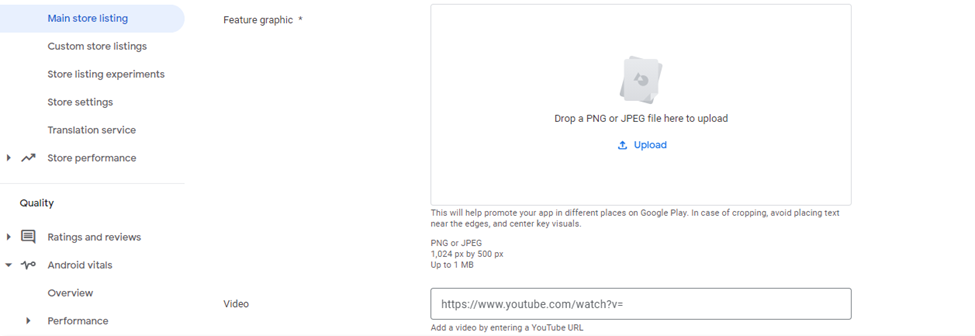 Main store listing
Custom store listings
Store listing experiments
Store settings
Translation service
Store performance
Quality
Ratings and reviews
Android vitals
Overview
Performance
Feature graphic *
Drop a PNG or JPEG file here to upload
Upload
This will help promote your app in different places on Google Play. In case of cropping, avoid placing text
near the edges, and center key visuals.
PNG or JPEG
1,024 px by 500 px
Up to 1 MB
Video
https://www.youtube.com/watch?v=
Add a video by entering a YouTube URL